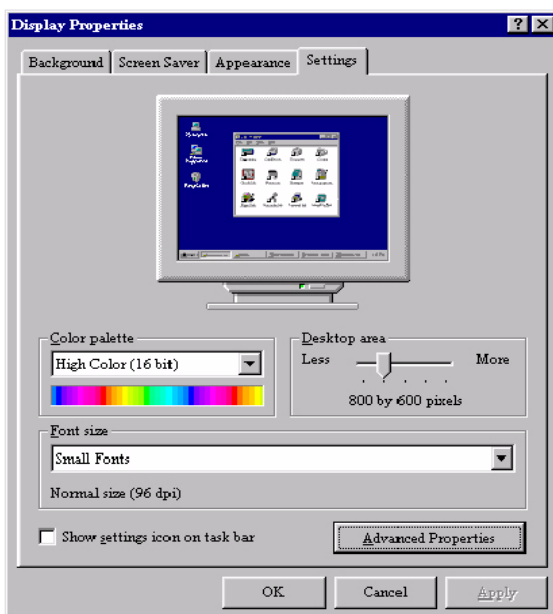 Display Properties
Background Screen Saver Appearance Settings
Color palette
High Color (16 bit)
Desktop area
Less More
800 by 600 pixels
Font size
Small Fonts
Normal size (96 dpi)
Show settings icon on task bar
Advanced Properties
OK Cancel Apply